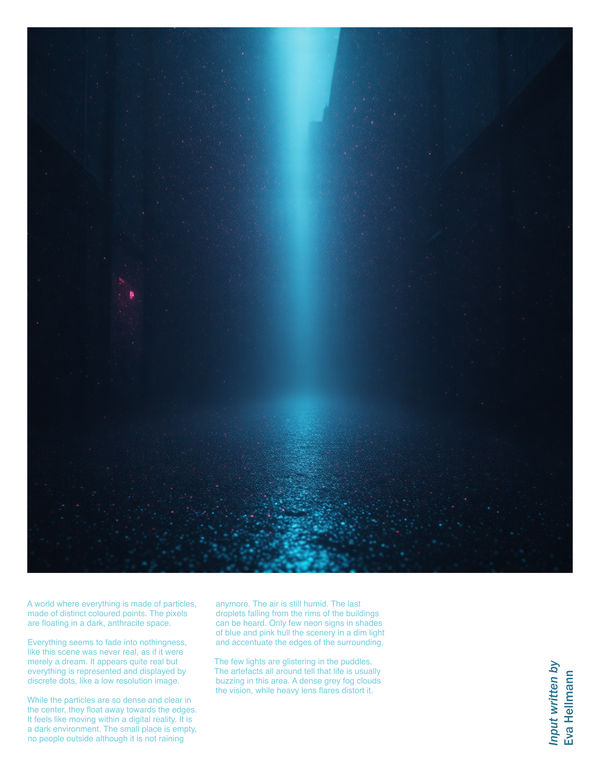 A world where everything is made of particles,
made of distinct coloured points. The pixels
are floating in a dark, anthracite space.
Everything seems to fade into nothingness,
like this scene was never real, as if it were
merely a dream. It appears quite real but
everything is represented and displayed by
discrete dots, like a low resolution image.
While the particles are so dense and clear in
the center, they float away towards the edges.
It feels like moving within a digital reality. It is
a dark environment. The small place is empty,
no people outside although it is not raining
anymore. The air is still humid. The last
droplets falling from the rims of the buildings
can be heard. Only few neon signs in shades
of blue and pink hull the scenery in a dim light
and accentuate the edges of the surrounding.
The few lights are glistering in the puddles.
The artefacts all around tell that life is usually
buzzing in this area. A dense grey fog clouds
the vision, while heavy lens flares distort it.
Input written by
Eva Hellmann